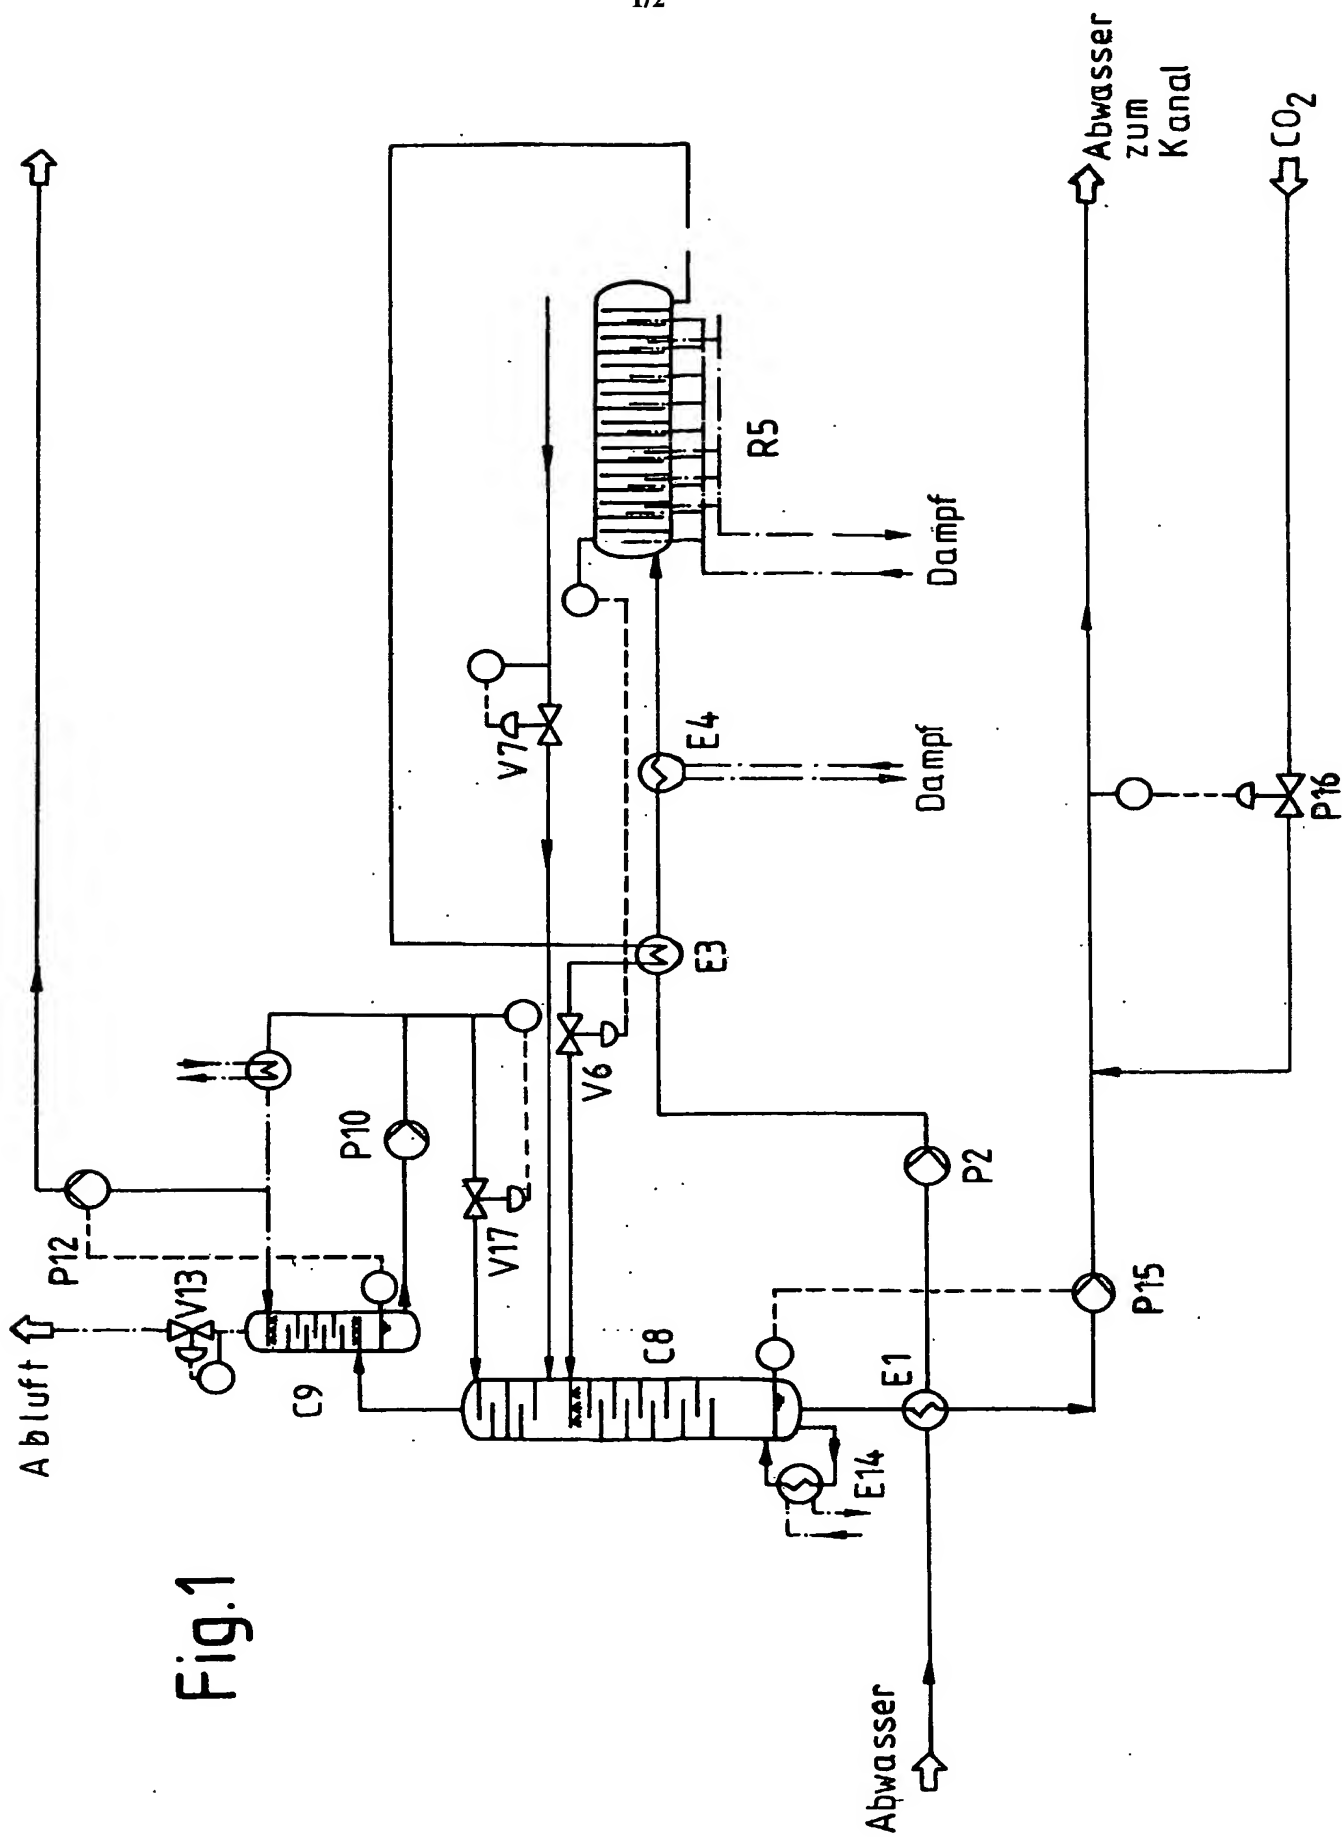 1/2
Fig.1
Abluft
V13
P12
C9
P10
V17
C8
E14
E1
P15
P2
V6
E3
V7
E4
Dampf
R5
Dampf
Abwasser
Abwasser
zum
Kanal
CO2
P16